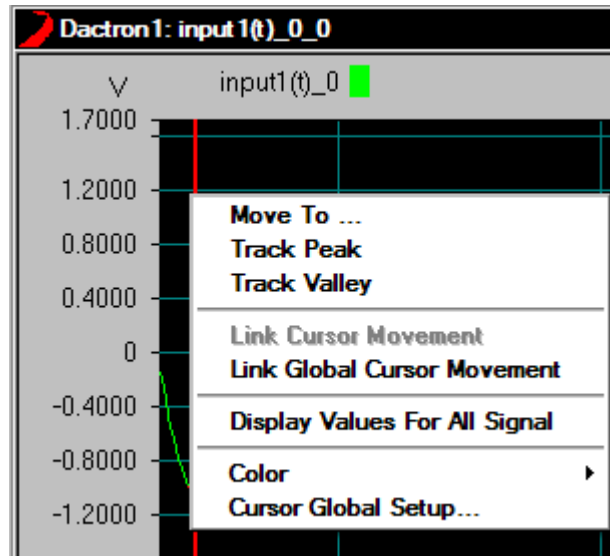 Dactron1: input1(t)_0_0
V
input1(t)_0
1.7000
1.2000
0.8000
0.4000
0
-0.4000
-0.8000
-1.2000
Move To ...
Track Peak
Track Valley
Link Cursor Movement
Link Global Cursor Movement
Display Values For All Signal
Color
Cursor Global Setup...